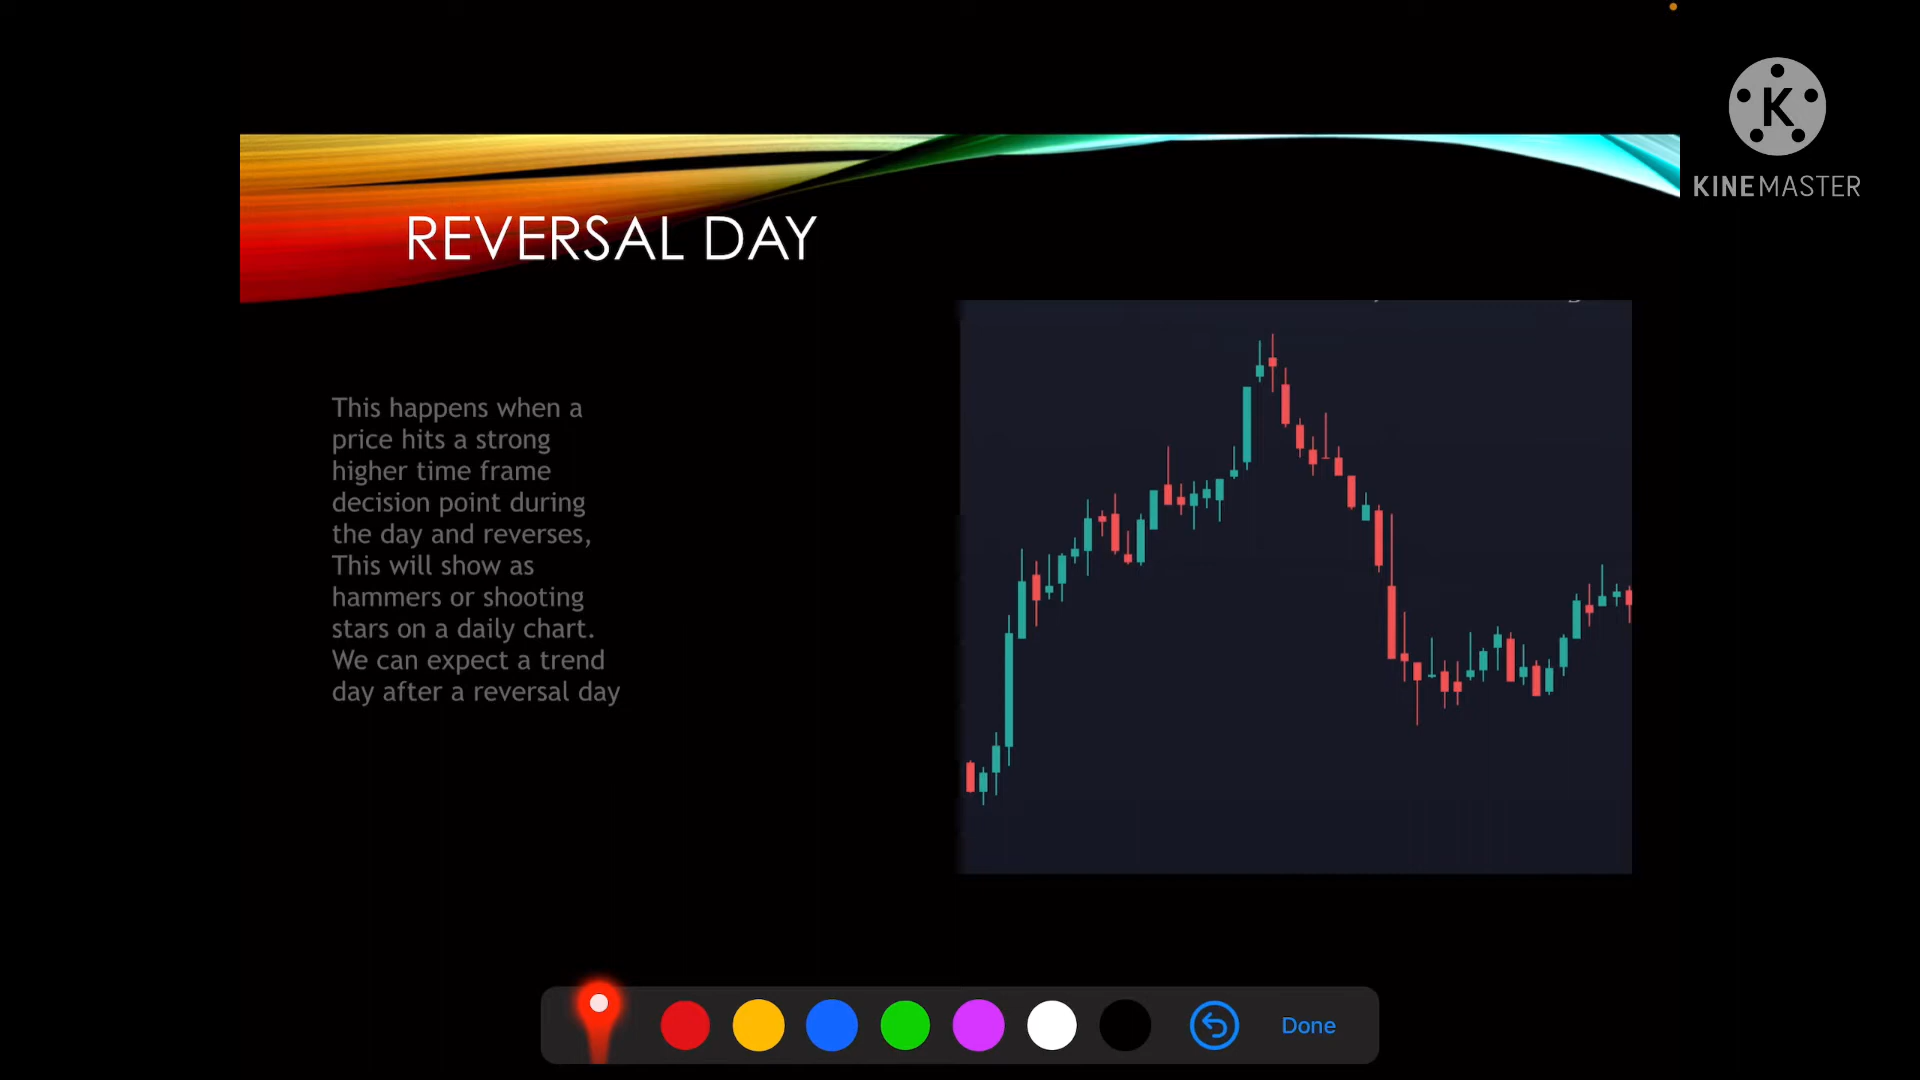 K
KINEMASTER
REVERSAL DAY
This happens when a
price hits a strong
higher time frame
decision point during
the day and reverses,
This will show as
hammers or shooting
stars on a daily chart.
We can expect a trend
day after a reversal day
Done